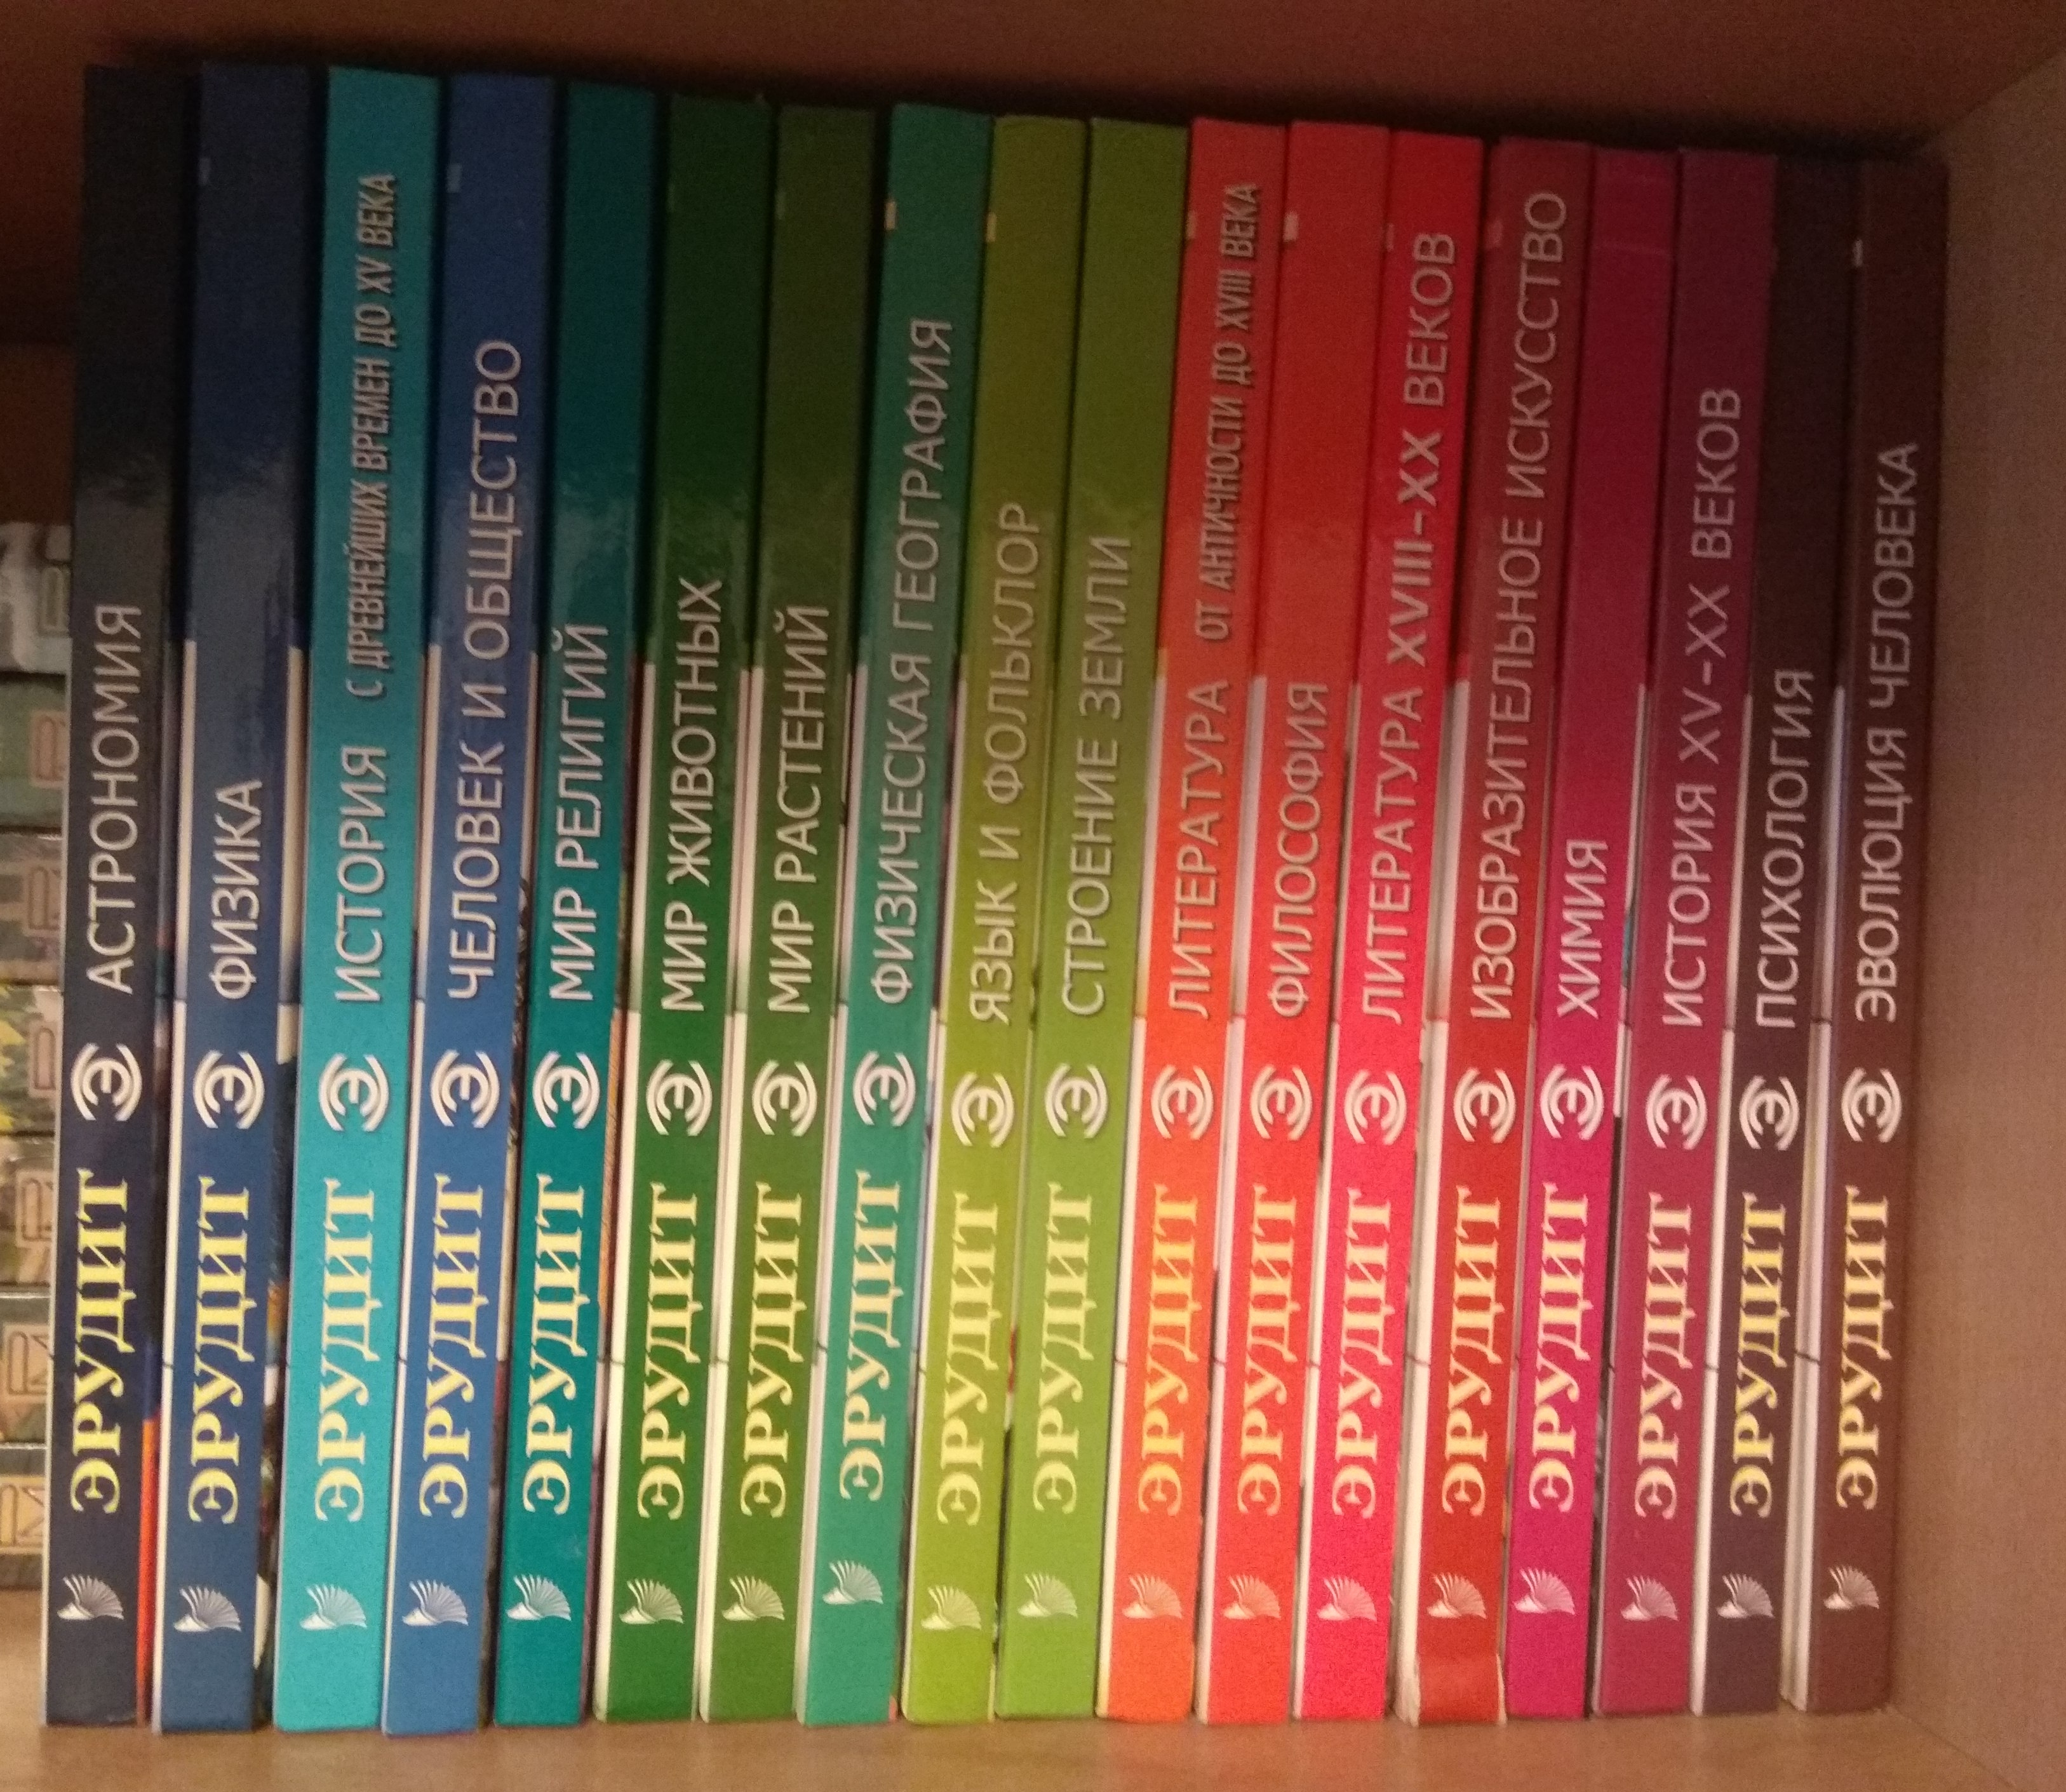 ЭРУДИТ Э АСТРОНОМИЯ
ЭРУДИТ Э ФИЗИКА
ЭРУДИТ Э ИСТОРИЯ С ДРЕВНЕЙШИХ ВРЕМЕН ДО XV ВЕКА
ЭРУДИТ Э ЧЕЛОВЕК И ОБЩЕСТВО
ЭРУДИТ Э МИР РЕЛИГИЙ
ЭРУДИТ Э МИР ЖИВОТНЫХ
ЭРУДИТ Э МИР РАСТЕНИЙ
ЭРУДИТ Э ФИЗИЧЕСКАЯ ГЕОГРАФИЯ
ЭРУДИТ Э ЯЗЫК И ФОЛЬКЛОР
ЭРУДИТ Э СТРОЕНИЕ ЗЕМЛИ
ЭРУДИТ Э ЛИТЕРАТУРА ОТ АНТИЧНОСТИ ДО XVIII ВЕКА
ЭРУДИТ Э ФИЛОСОФИЯ
ЭРУДИТ Э ЛИТЕРАТУРА XVIII-XX ВЕКОВ
ЭРУДИТ Э ИЗОБРАЗИТЕЛЬНОЕ ИСКУССТВО
ЭРУДИТ Э ХИМИЯ
ЭРУДИТ Э ИСТОРИЯ XV-XX ВЕКОВ
ЭРУДИТ Э ПСИХОЛОГИЯ
ЭРУДИТ Э ЭВОЛЮЦИЯ ЧЕЛОВЕКА